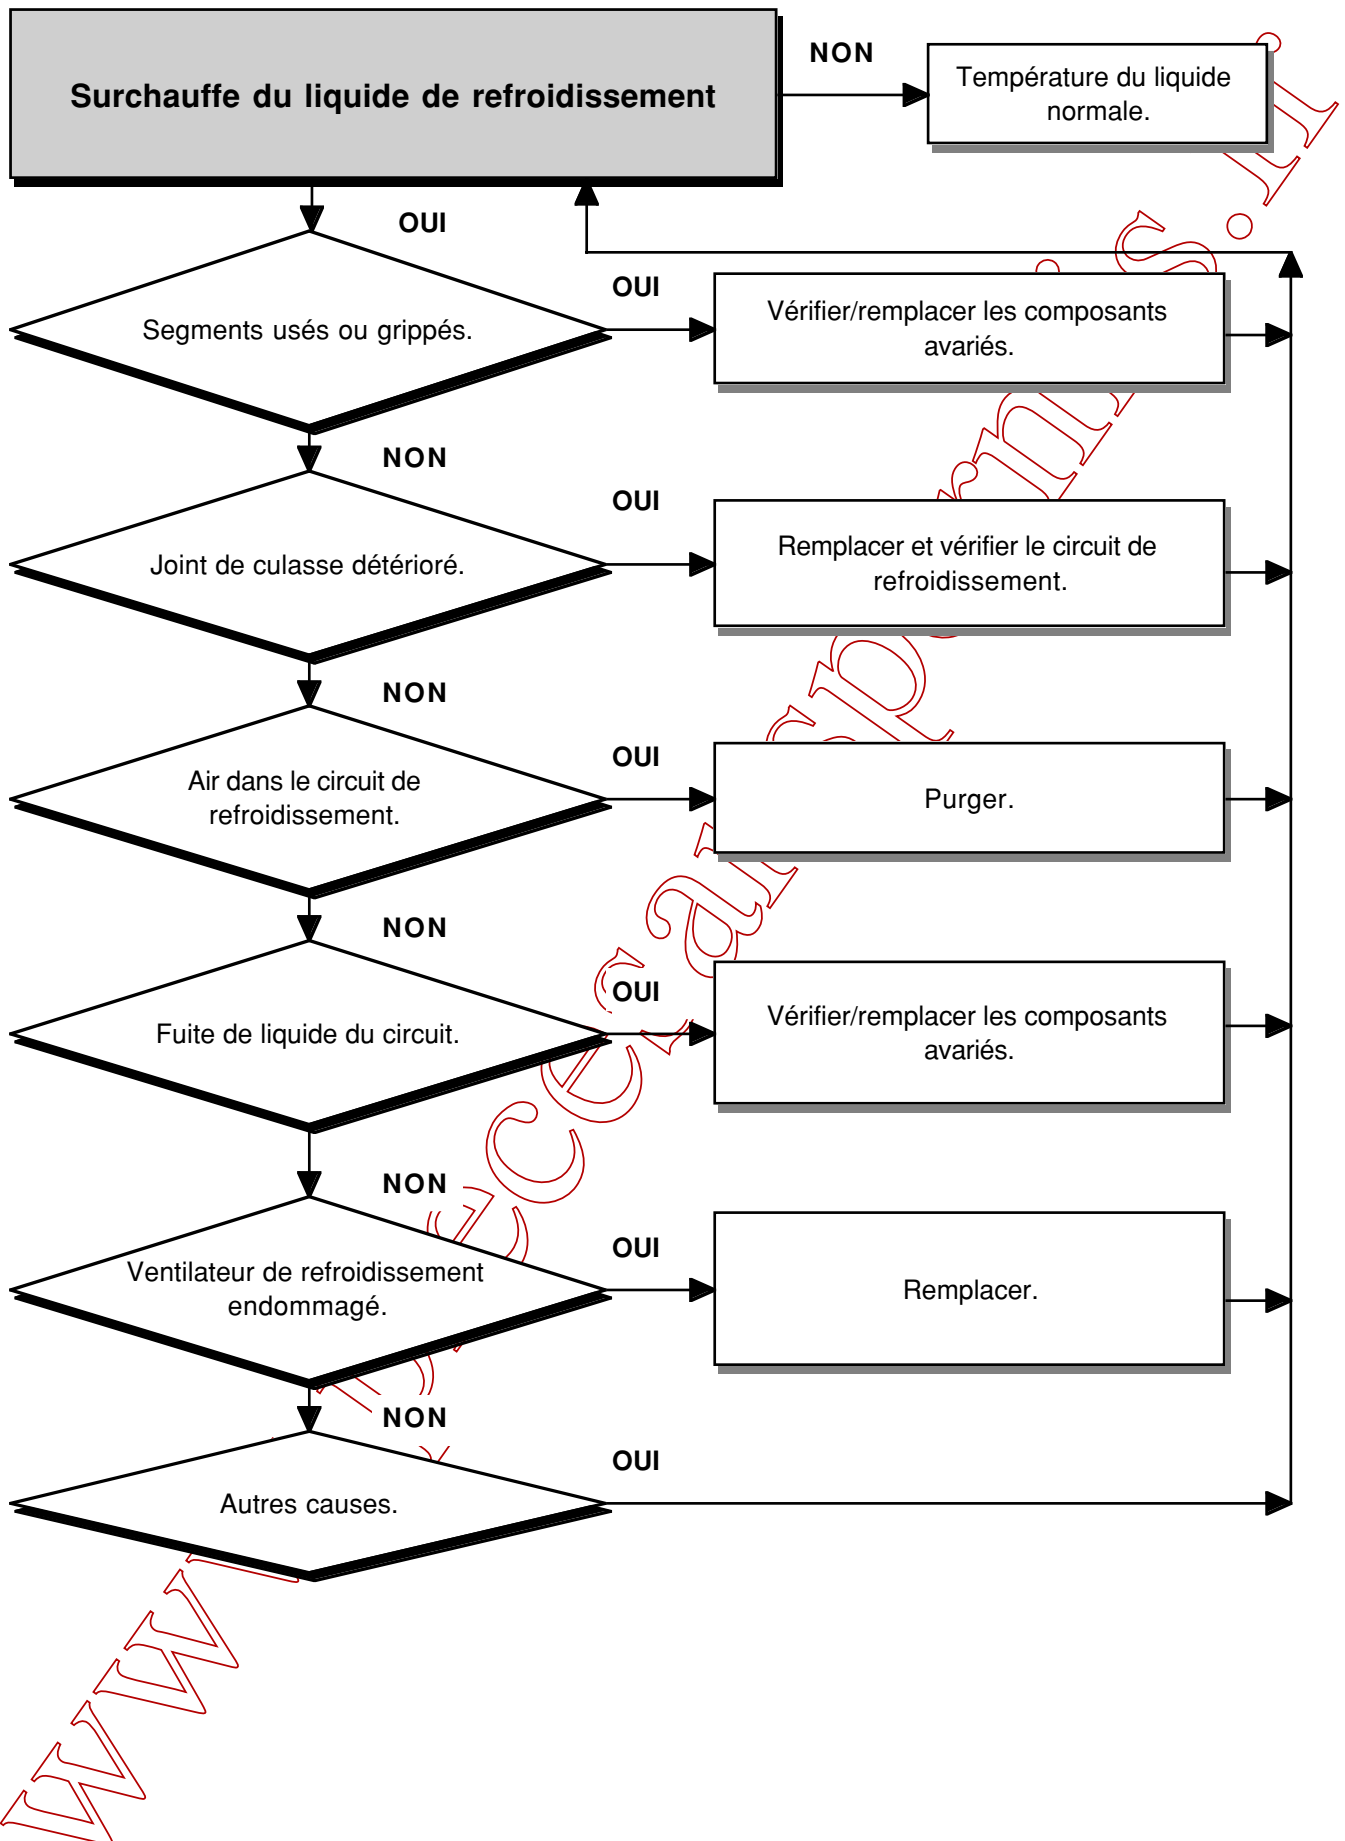 Surchauffe du liquide de refroidissement
NON
Température du liquide
normale.
OUI
Segments usés ou grippés.
OUI
Vérifier/remplacer les composants
avariés.
NON
Joint de culasse détérioré.
OUI
Remplacer et vérifier le circuit de
refroidissement.
NON
Air dans le circuit de
refroidissement.
OUI
Purger.
NON
Fuite de liquide du circuit.
OUI
Vérifier/remplacer les composants
avariés.
NON
Ventilateur de refroidissement
endommagé.
OUI
Remplacer.
NON
Autres causes.
OUI